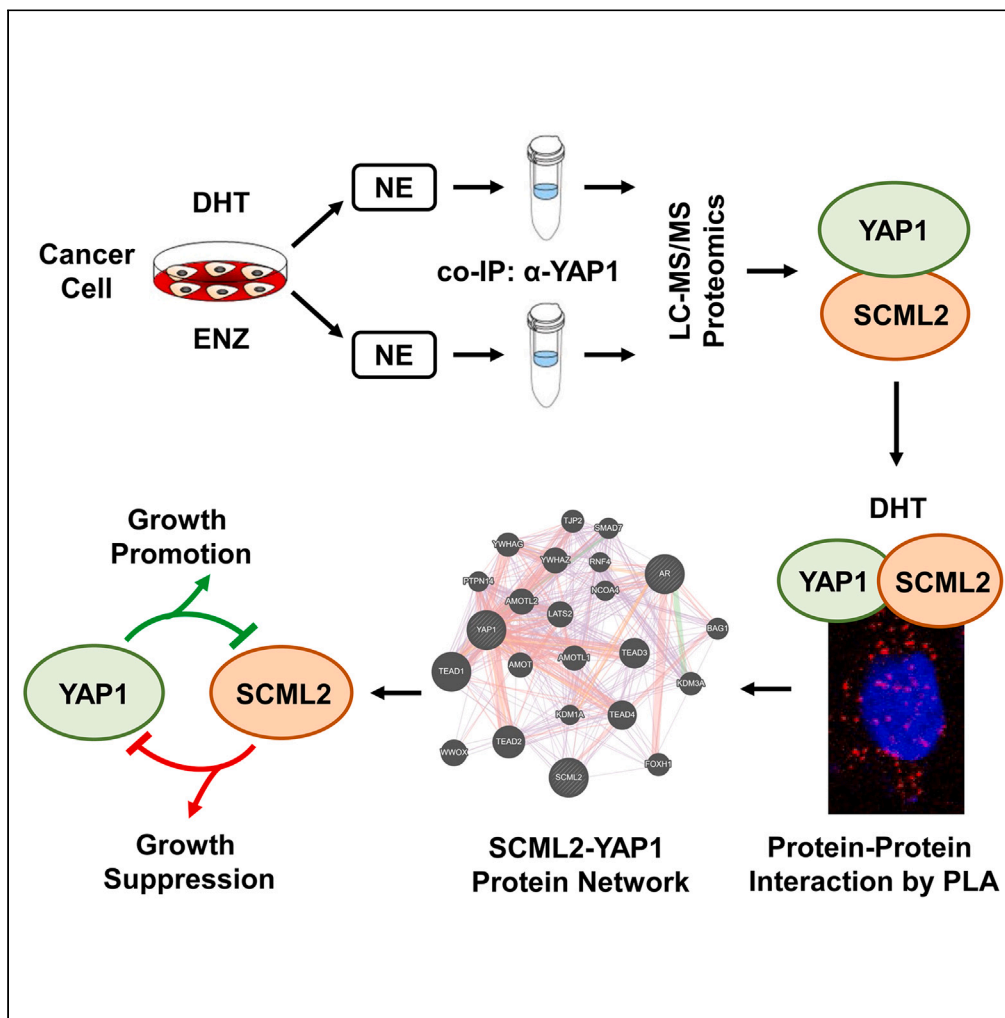 DHT
Cancer
Cell
ENZ
NE
NE
co-IP: α-YAP1
LC-MS/MS
Proteomics
YAP1
SCML2
DHT
YAP1
SCML2
Protein-Protein
Interaction by PLA
TJP2
SMAD7
YWHAG
YWHAZ
RNF4
AR
PTPN14
NCOA4
AMOTL2
LATS2
BAG1
YAP1
AMOTL1
TEAD3
TEAD1
AMOT
KDM3A
KDM1A
TEAD4
TEAD2
WWOX
FOXH1
SCML2
SCML2-YAP1
Protein Network
Growth
Promotion
YAP1
SCML2
Growth
Suppression